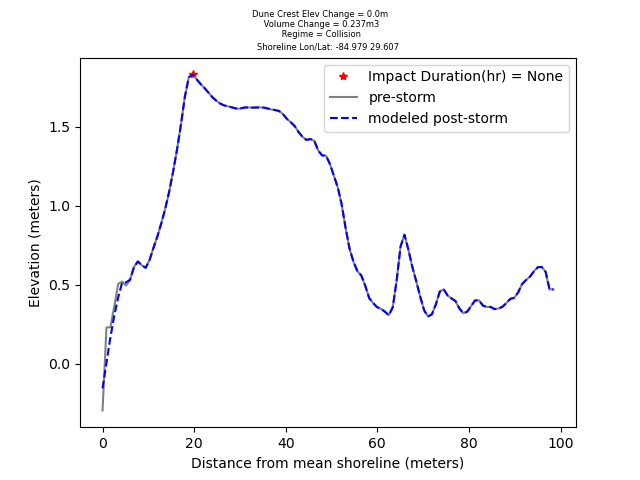 Dune Crest Elev Change = 0.0m
Volume Change = 0.237m3
Regime = Collision
Shoreline Lon/Lat: -84.979 29.607
Impact Duration(hr) = None
pre-storm
modeled post-storm
1.5
1.0
0.5
0.0
Elevation (meters)
0 20 40 60 80 100
Distance from mean shoreline (meters)